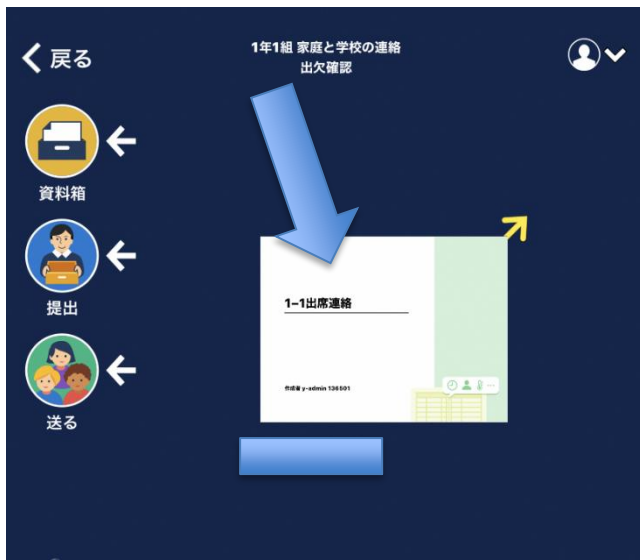 戻る
1年1組 家庭と学校の連絡
出欠確認
資料箱
提出
送る
1-1出席連絡
作成者 y-admin 136501